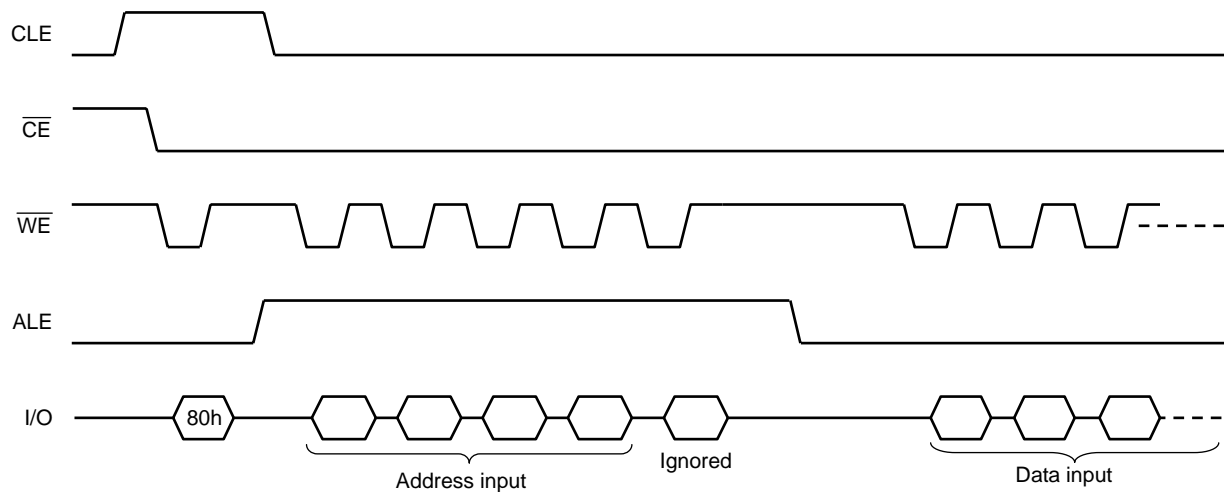 CLE
CE
WE
ALE
I/O
80h
Address input
Ignored
Data input